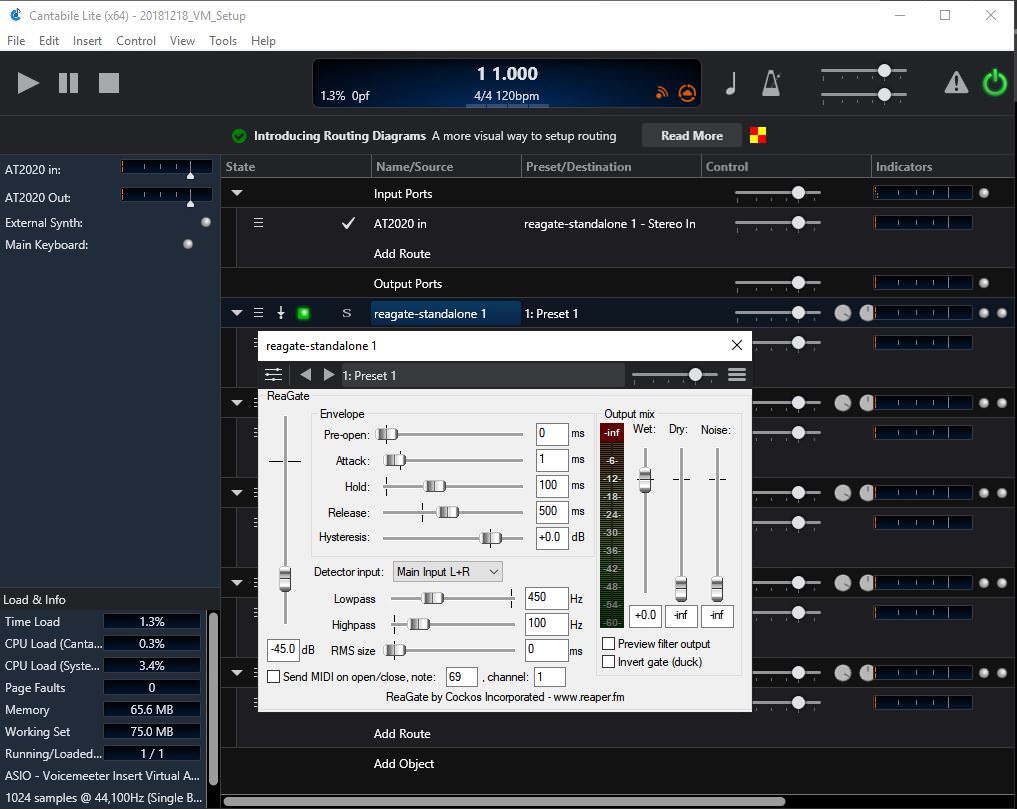 Cantabile Lite (x64) - 20181218_VM_Setup
File Edit Insert Control View Tools Help
1 1.000
1.3% 0pf 4/4 120bpm
Introducing Routing Diagrams A more visual way to setup routing Read More
AT2020 in:
AT2020 Out:
External Synth:
Main Keyboard:
State Name/Source Preset/Destination Control Indicators
Input Ports
AT2020 in reagate-standalone 1 - Stereo In
Add Route
Output Ports
S reagate-standalone 1 1: Preset 1
reagate-standalone 1
1: Preset 1
ReaGate
Envelope
Pre-open: 0 ms
Attack: 1 ms
Hold: 100 ms
Release: 500 ms
Hysteresis: +0.0 dB
Detector input: Main Input L+R
Lowpass 450 Hz
Highpass 100 Hz
-45.0 dB RMS size 0 ms
Output mix
-inf Wet: Dry: Noise:
-6-
-12-
-18-
-24-
-30-
-36-
-42-
-48-
-54-
-60-
+0.0 -inf -inf
Preview filter output
Invert gate (duck)
Send MIDI on open/close, note: 69 , channel: 1
ReaGate by Cockos Incorporated - www.reaper.fm
Add Route
Add Object
Load & Info
Time Load 1.3%
CPU Load (Canta... 0.3%
CPU Load (Syste... 3.4%
Page Faults 0
Memory 65.6 MB
Working Set 75.0 MB
Running/Loaded... 1 / 1
ASIO - Voicemeeter Insert Virtual A...
1024 samples @ 44,100Hz (Single B...